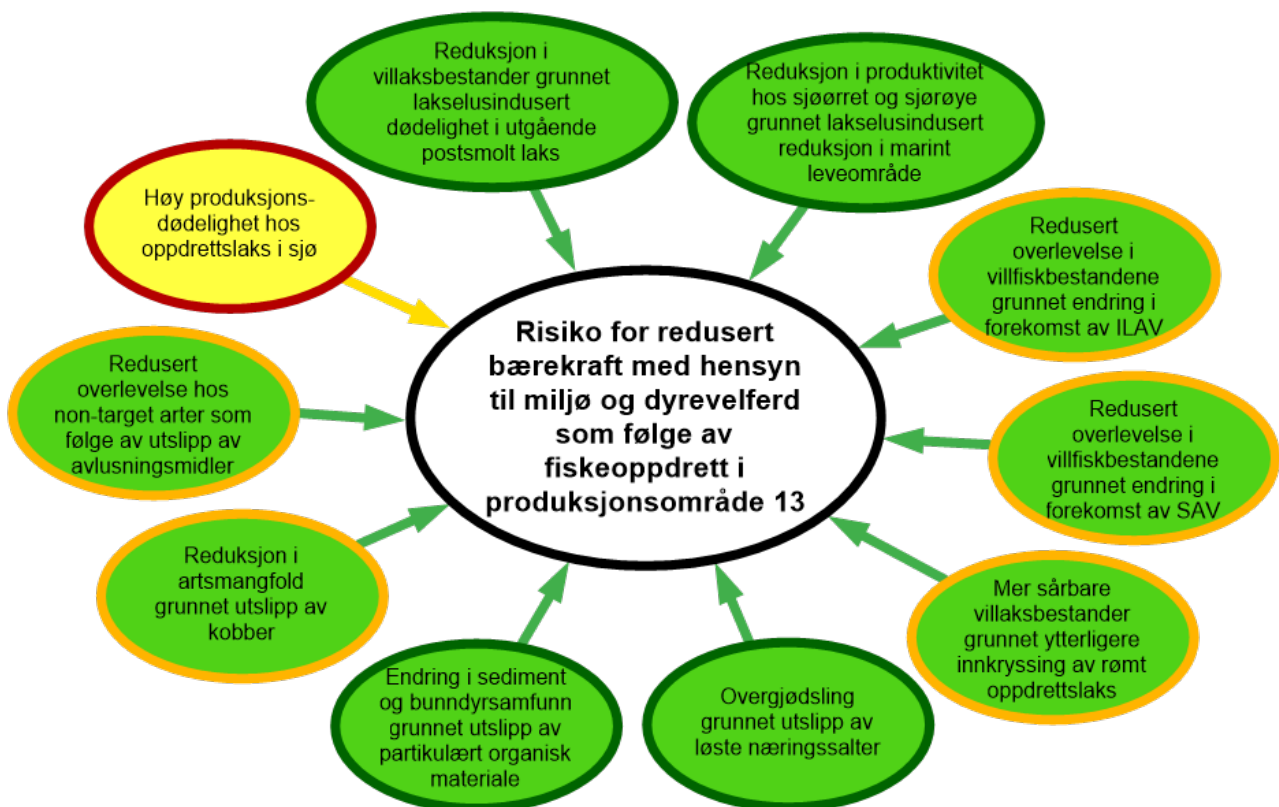 Reduksjon i
villaksbestander grunnet
lakselusindusert
dødelighet i utgående
postsmolt laks
Reduksjon i produktivitet
hos sjøørret og sjørøye
grunnet lakselusindusert
reduksjon i marint
leveområde
Høy produksjons-
dødelighet hos
oppdrettslaks i sjø
Redusert
overlevelse i
villfiskbestandene
grunnet endring i
forekomst av ILAV
Risiko for redusert
bærekraft med hensyn
til miljø og dyrevelferd
som følge av
fiskeoppdrett i
produksjonsområde 13
Redusert
overlevelse hos
non-target arter som
følge av utslipp av
avlusningsmidler
Redusert
overlevelse i
villfiskbestandene
grunnet endring i
forekomst av SAV
Reduksjon i
artsmangfold
grunnet utslipp av
kobber
Mer sårbare
villaksbestander
grunnet ytterligere
innkryssing av rømt
oppdrettslaks
Endring i sediment
og bunndyrsamfunn
grunnet utslipp av
partikulært organisk
materiale
Overgjødsling
grunnet utslipp av
løste næringssalter